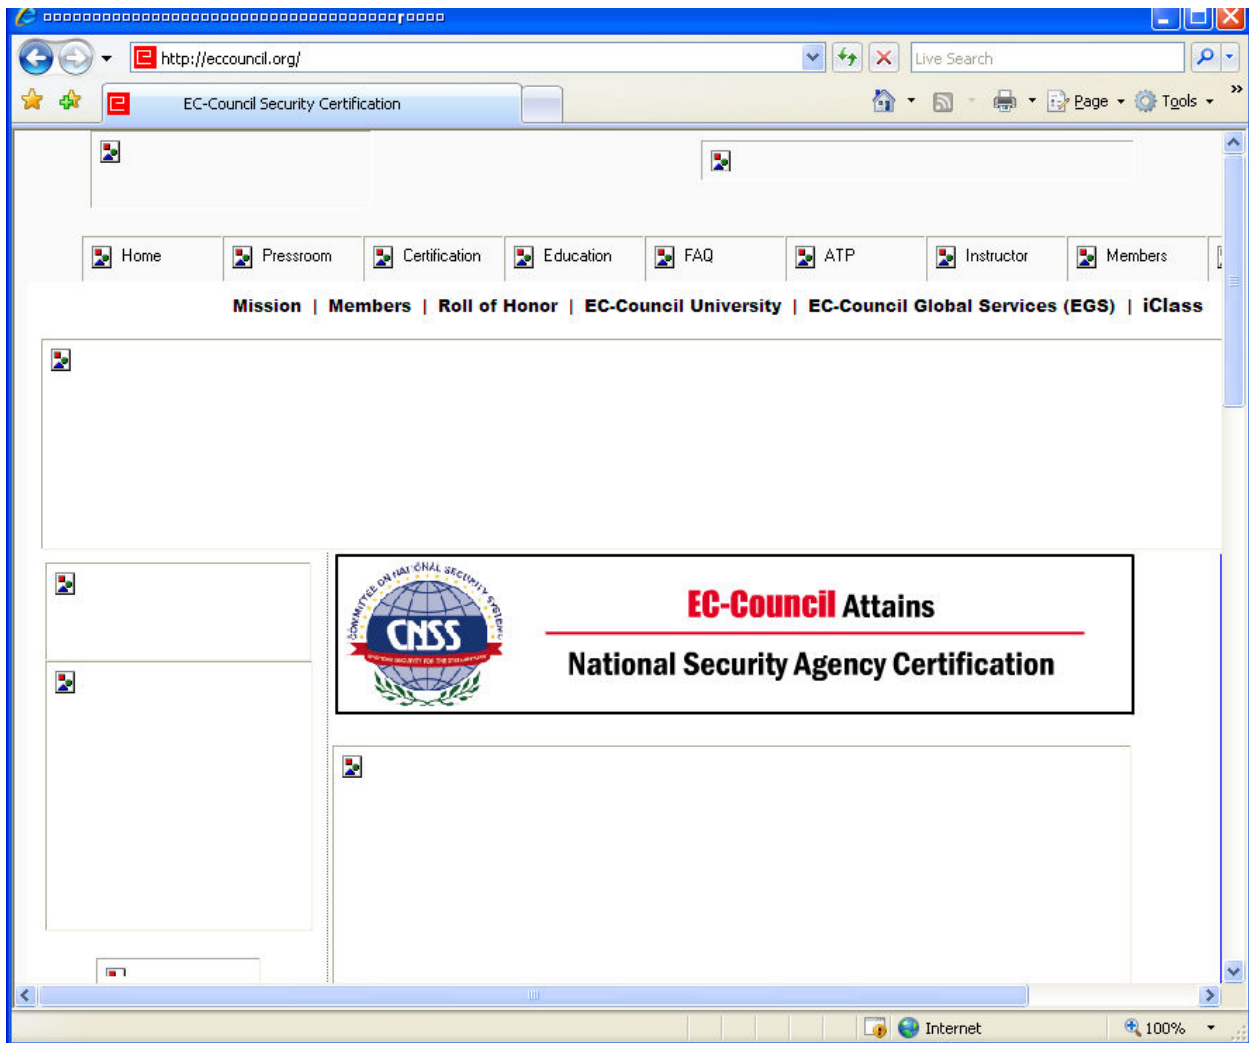 http://eccouncil.org/
Live Search
EC-Council Security Certification
Page
Tools
»
Home
Pressroom
Certification
Education
FAQ
ATP
Instructor
Members
Mission | Members | Roll of Honor | EC-Council University | EC-Council Global Services (EGS) | iClass
COMMITTEE ON NATIONAL SECURITY SYSTEMS
CNSS
EC-Council Attains
National Security Agency Certification
Internet
100%